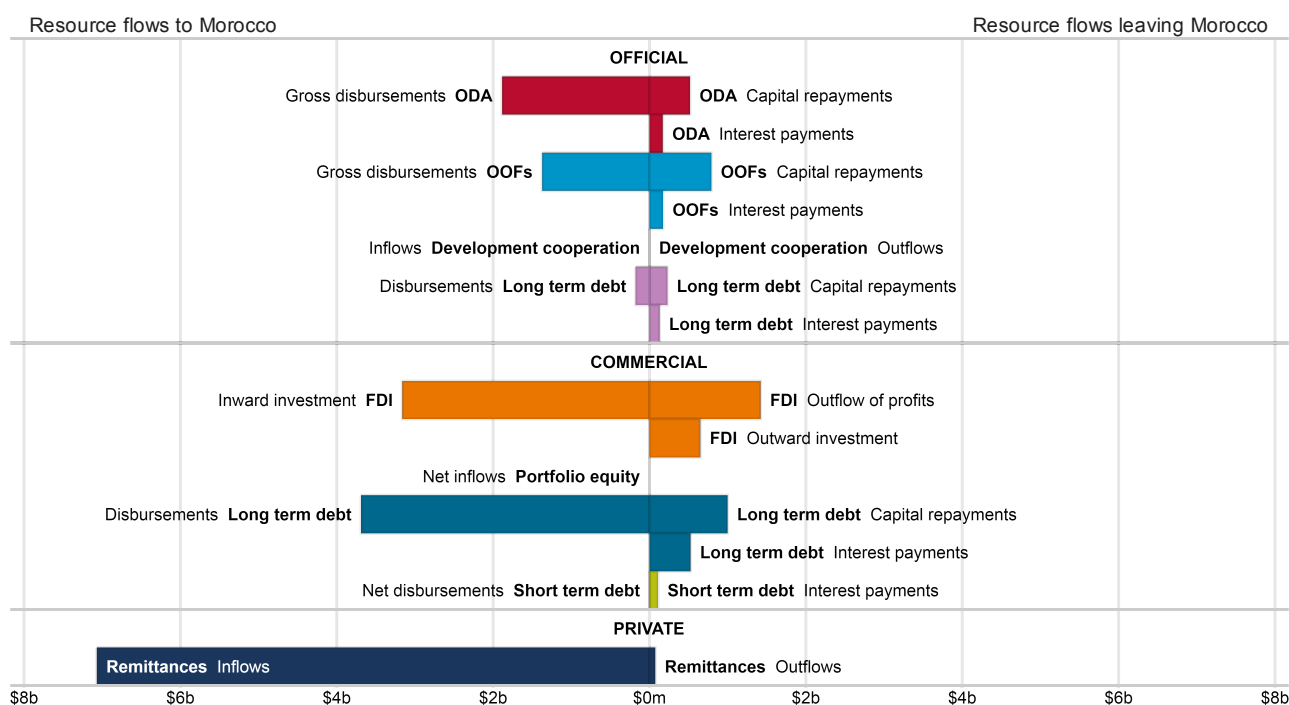 Resource flows to Morocco Resource flows leaving Morocco
OFFICIAL
Gross disbursements ODA ODA Capital repayments
ODA Interest payments
Gross disbursements OOFs OOFs Capital repayments
OOFs Interest payments
Inflows Development cooperation Development cooperation Outflows
Disbursements Long term debt Long term debt Capital repayments
Long term debt Interest payments
COMMERCIAL
Inward investment FDI FDI Outflow of profits
FDI Outward investment
Net inflows Portfolio equity
Disbursements Long term debt Long term debt Capital repayments
Long term debt Interest payments
Net disbursements Short term debt Short term debt Interest payments
PRIVATE
Remittances Inflows Remittances Outflows
$8b $6b $4b $2b $0m $2b $4b $6b $8b